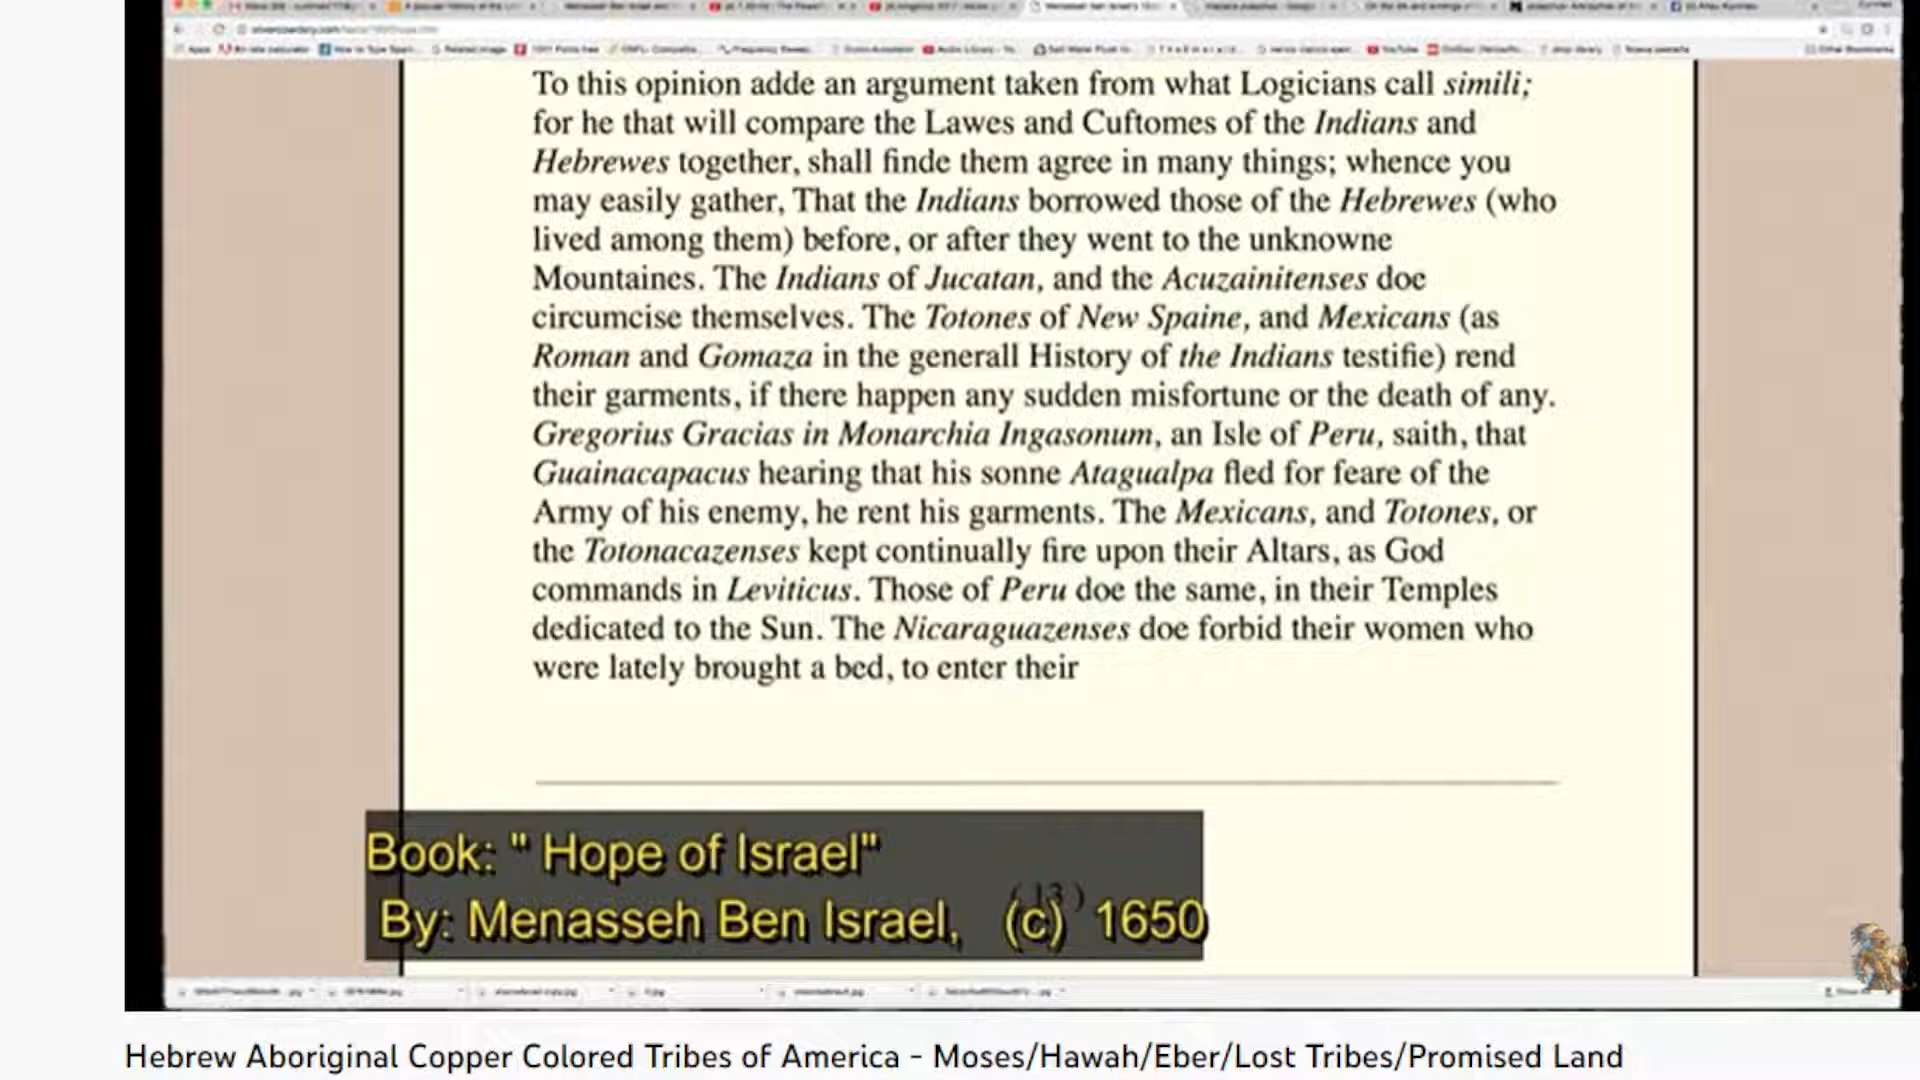 To this opinion adde an argument taken from what Logicians call simili;
for he that will compare the Lawes and Cuftomes of the Indians and
Hebrewes together, shall finde them agree in many things; whence you
may easily gather, That the Indians borrowed those of the Hebrewes (who
lived among them) before, or after they went to the unknowne
Mountaines. The Indians of Jucatan, and the Acuzainitenses doe
circumcise themselves. The Totones of New Spaine, and Mexicans (as
Roman and Gomaza in the generall History of the Indians testifie) rend
their garments, if there happen any sudden misfortune or the death of any.
Gregorius Gracias in Monarchia Ingasonum, an Isle of Peru, saith, that
Guainacapacus hearing that his sonne Atagualpa fled for feare of the
Army of his enemy, he rent his garments. The Mexicans, and Totones, or
the Totonacazenses kept continually fire upon their Altars, as God
commands in Leviticus. Those of Peru doe the same, in their Temples
dedicated to the Sun. The Nicaraguazenses doe forbid their women who
were lately brought a bed, to enter their
( 13 )
Book: " Hope of Israel"
By: Menasseh Ben Israel, (c) 1650
Hebrew Aboriginal Copper Colored Tribes of America - Moses/Hawah/Eber/Lost Tribes/Promised Land